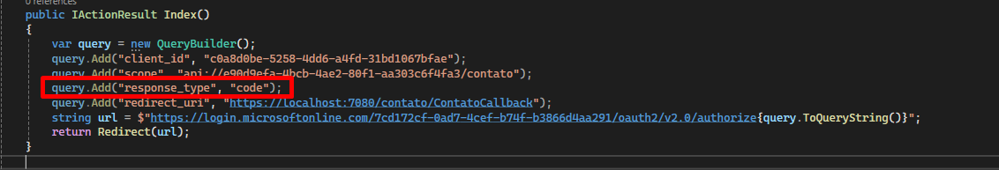 0 references
public IActionResult Index()
{
var query = new QueryBuilder();
query.Add("client_id", "c0a8d0be-5258-4dd6-a4fd-31bd1067bfae");
query.Add("scope", "api://e90d9efa-4bcb-4ae2-80f1-aa303c6f4fa3/contato");
query.Add("response_type", "code");
query.Add("redirect_uri", "https://localhost:7080/contato/ContatoCallback");
string url = $"https://login.microsoftonline.com/7cd172cf-0ad7-4cef-b74f-b3866d4aa291/oauth2/v2.0/authorize{query.ToQueryString()}";
return Redirect(url);
}